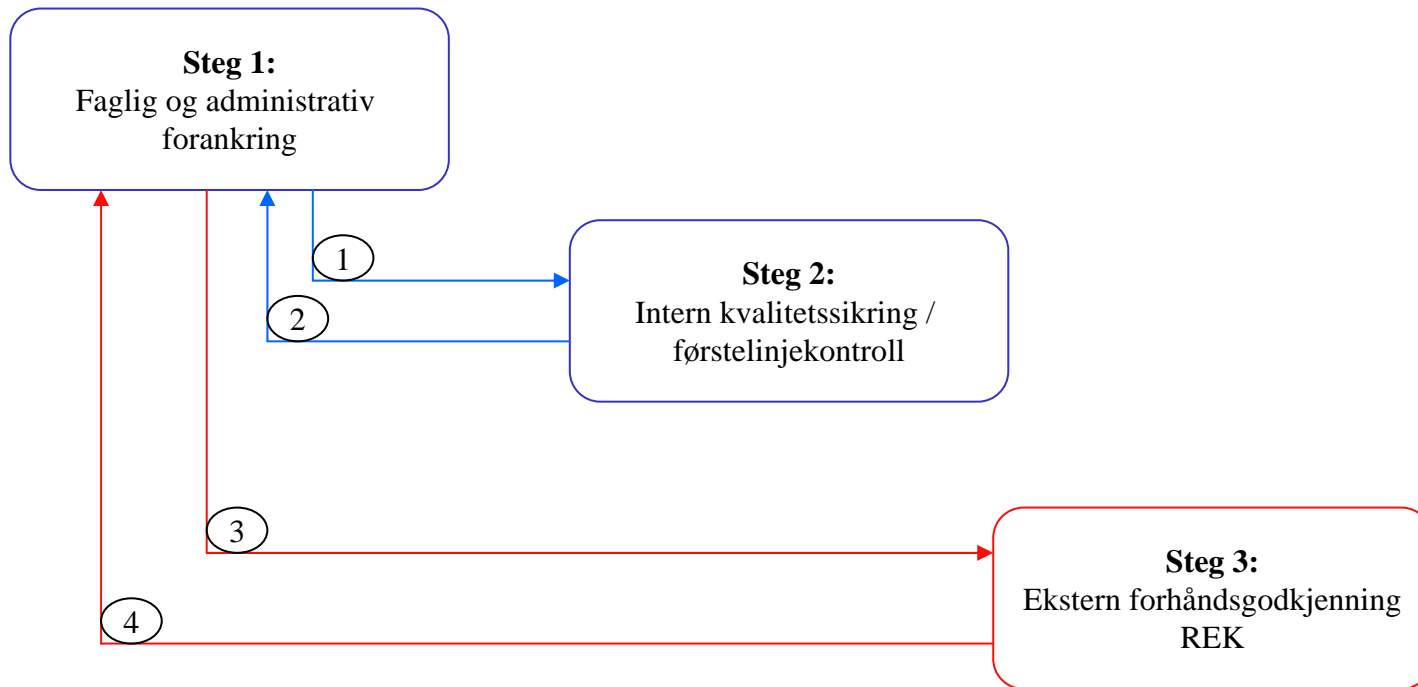 Steg 1:
Faglig og administrativ
forankring
1
Steg 2:
Intern kvalitetssikring /
førstelinjekontroll
2
3
Steg 3:
Ekstern forhåndsgodkjenning
REK
4